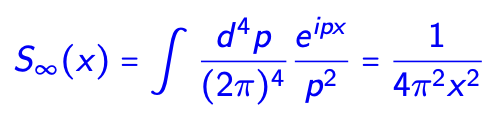 S∞(x) = ∫ d⁴p/(2π)⁴ e^{ipx}/p² = 1/4π²x²